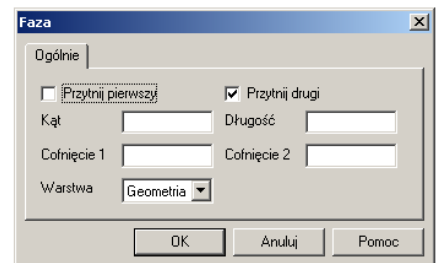 Faza
Ogólnie
Przytnij pierwszy Przytnij drugi
Kąt Długość
Cofnięcie 1 Cofnięcie 2
Warstwa Geometria
OK Anuluj Pomoc